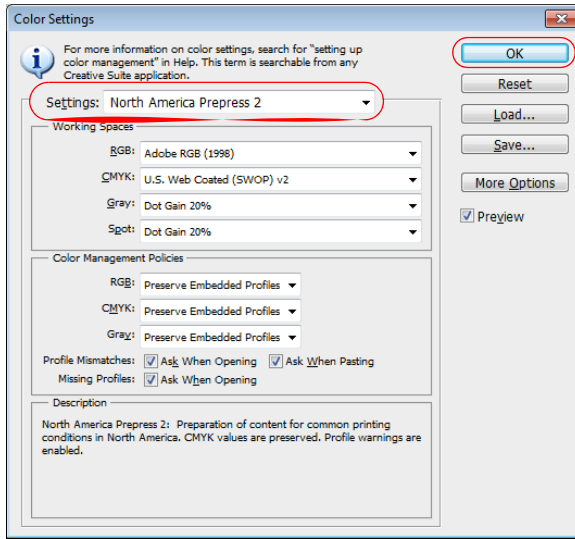 Color Settings
For more information on color settings, search for "setting up
color management" in Help. This term is searchable from any
Creative Suite application.
Settings: North America Prepress 2
Working Spaces
RGB: Adobe RGB (1998)
CMYK: U.S. Web Coated (SWOP) v2
Gray: Dot Gain 20%
Spot: Dot Gain 20%
Color Management Policies
RGB: Preserve Embedded Profiles
CMYK: Preserve Embedded Profiles
Gray: Preserve Embedded Profiles
Profile Mismatches: Ask When Opening Ask When Pasting
Missing Profiles: Ask When Opening
Description
North America Prepress 2: Preparation of content for common printing
conditions in North America. CMYK values are preserved. Profile warnings are
enabled.
OK
Reset
Load...
Save...
More Options
Preview